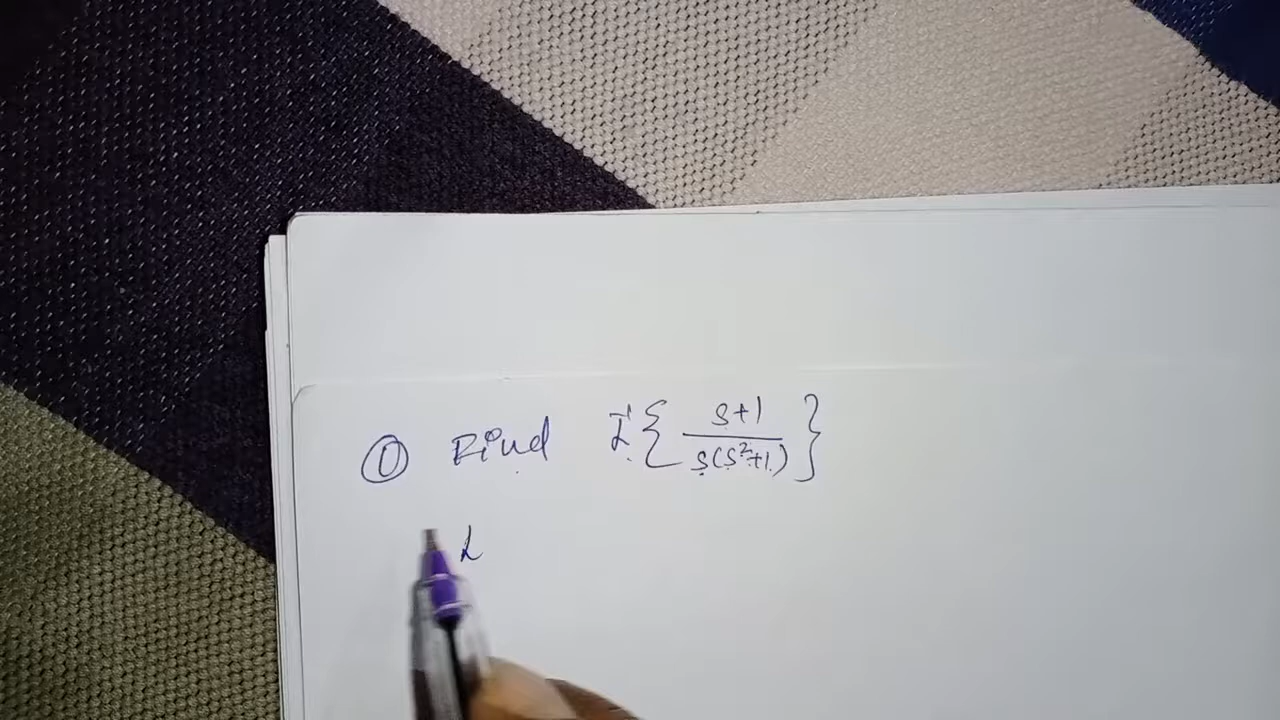 ① Find L⁻¹{ s+1 / s(s²+1) }
L